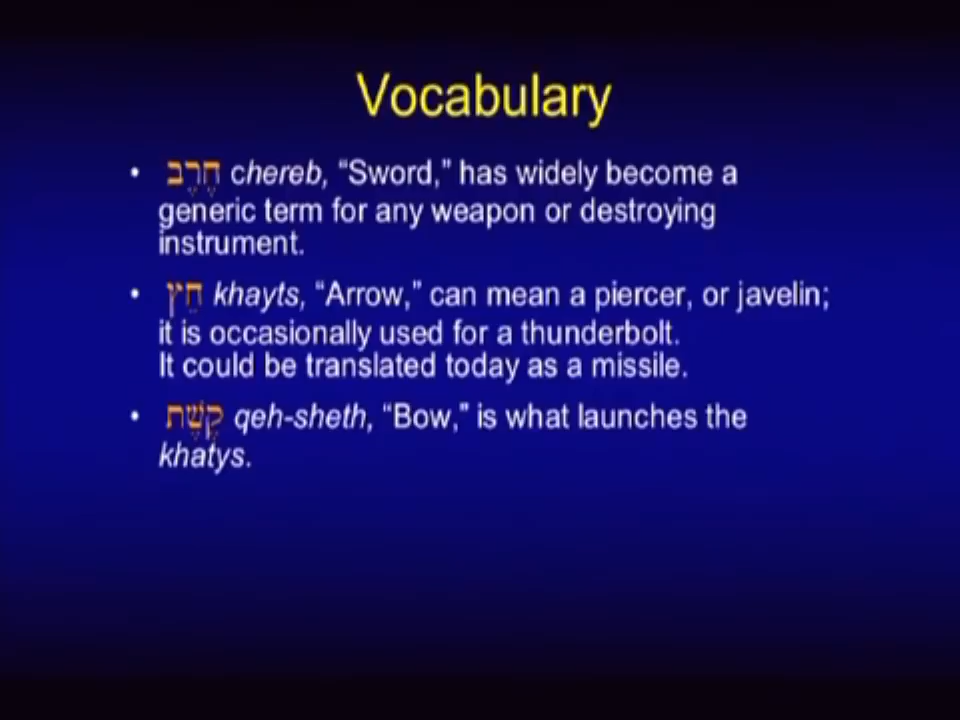 Vocabulary
• חֶרֶב chereb, “Sword,” has widely become a
generic term for any weapon or destroying
instrument.
• חֵץ khayts, “Arrow,” can mean a piercer, or javelin;
it is occasionally used for a thunderbolt.
It could be translated today as a missile.
• קֶשֶׁת qeh-sheth, “Bow,” is what launches the
khatys.